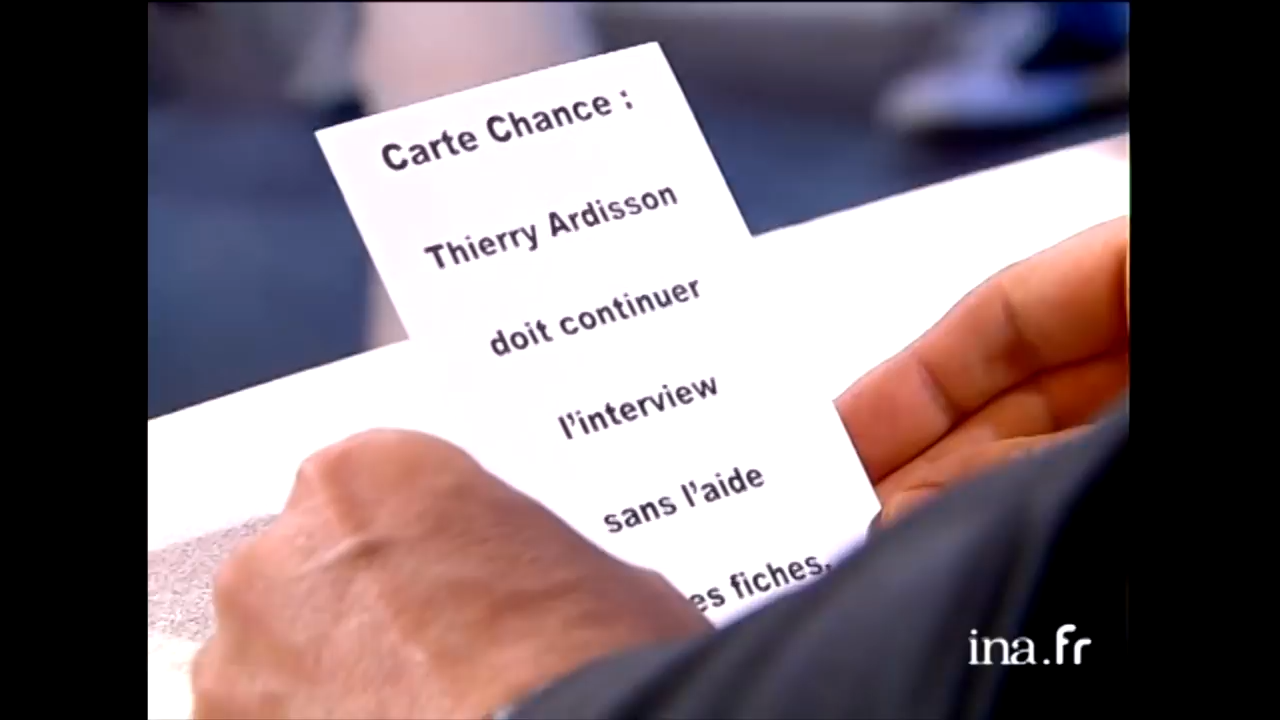 Carte Chance :
Thierry Ardisson
doit continuer
l'interview
sans l'aide
es fiches.
ina.fr